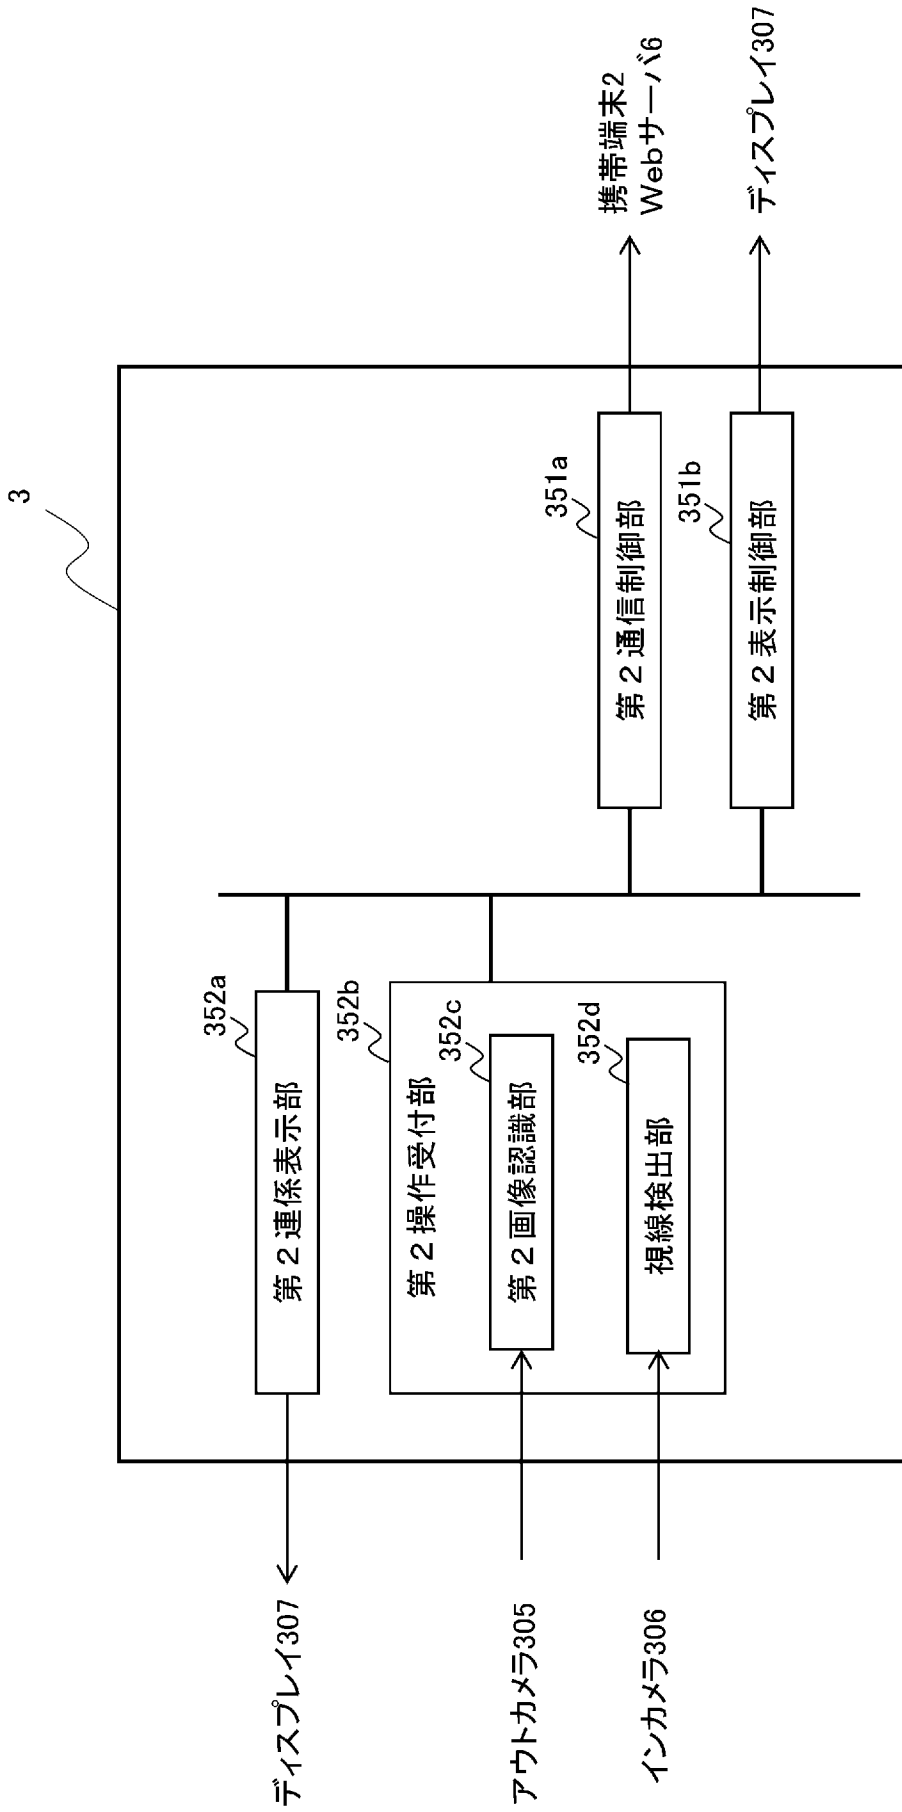 3
ディスプレイ307
第２連係表示部
352a
第２操作受付部
352b
アウトカメラ305
第２画像認識部
352c
インカメラ306
視線検出部
352d
第２通信制御部
351a
携帯端末2
Webサーバ6
第２表示制御部
351b
ディスプレイ307